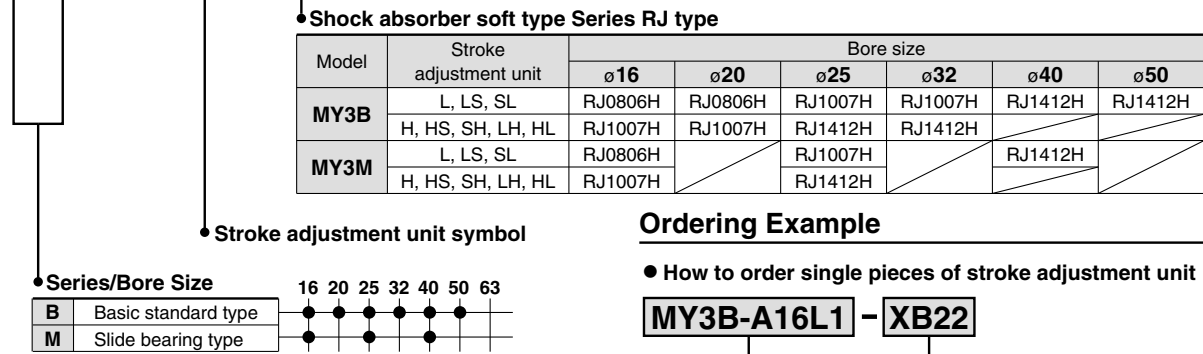 Shock absorber soft type Series RJ type
Model Stroke adjustment unit Bore size
ø16 ø20 ø25 ø32 ø40 ø50
MY3B L, LS, SL RJ0806H RJ0806H RJ1007H RJ1007H RJ1412H RJ1412H
H, HS, SH, LH, HL RJ1007H RJ1007H RJ1412H RJ1412H
MY3M L, LS, SL RJ0806H RJ1007H RJ1412H
H, HS, SH, LH, HL RJ1007H RJ1412H
Stroke adjustment unit symbol
Series/Bore Size 16 20 25 32 40 50 63
B Basic standard type
M Slide bearing type
Ordering Example
● How to order single pieces of stroke adjustment unit
MY3B-A16L1 - XB22